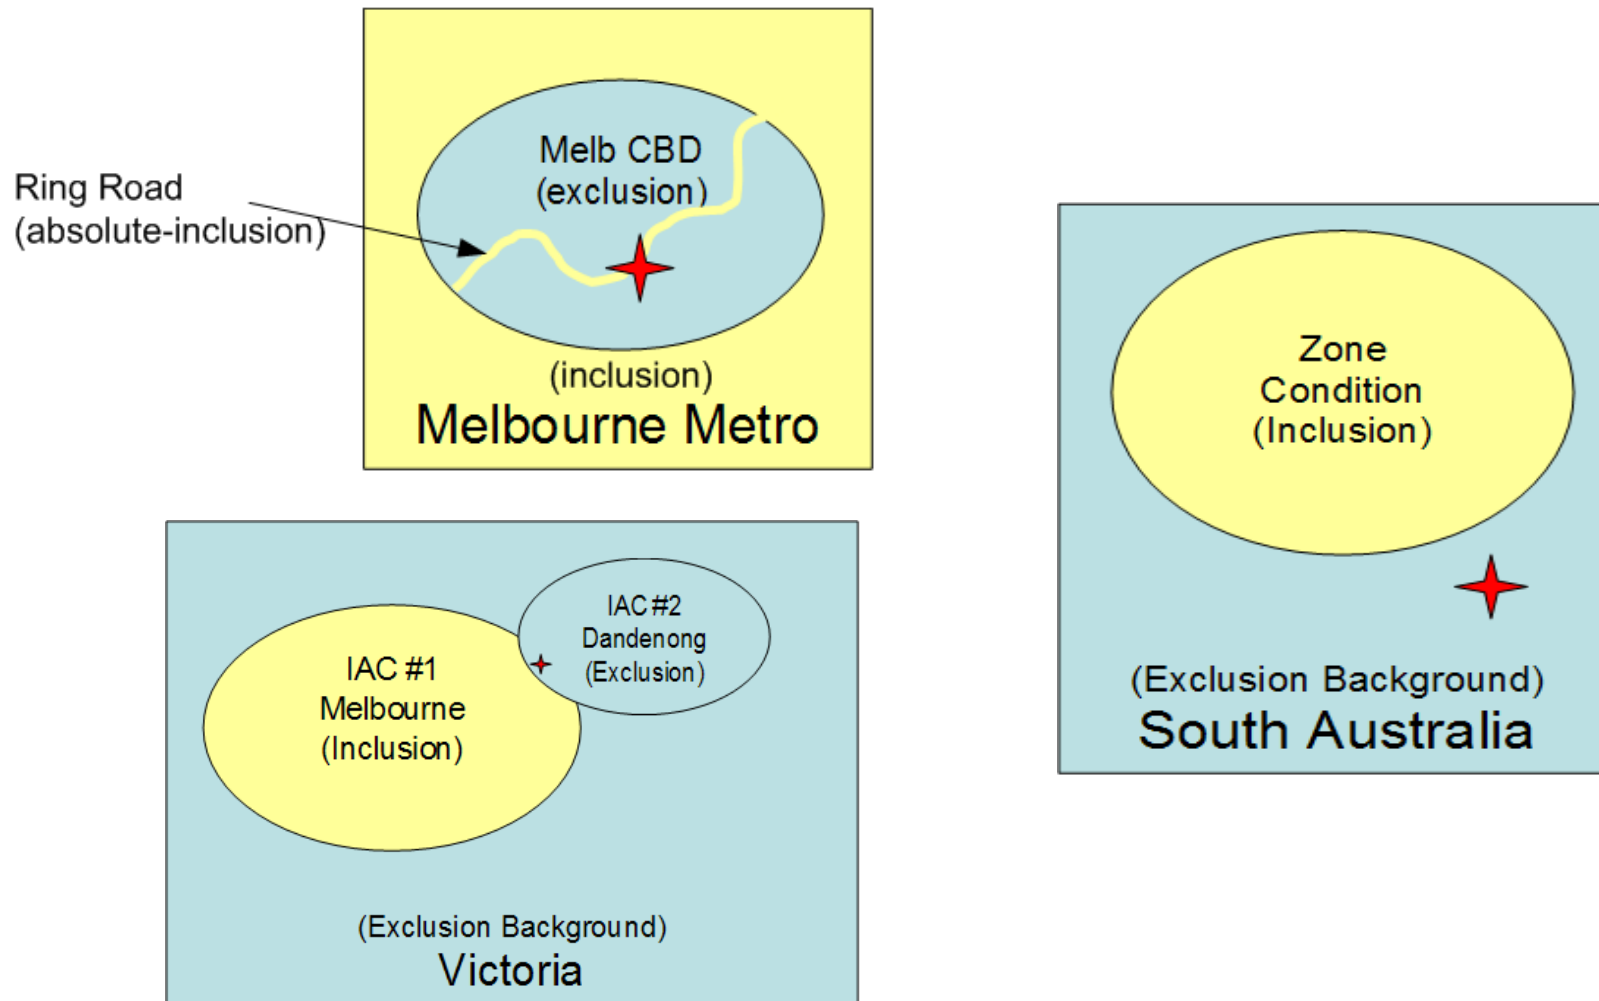 Melb CBD
(exclusion)
Ring Road
(absolute-inclusion)
(inclusion)
Melbourne Metro
Zone
Condition
(Inclusion)
(Exclusion Background)
South Australia
IAC #1
Melbourne
(Inclusion)
IAC #2
Dandenong
(Exclusion)
(Exclusion Background)
Victoria